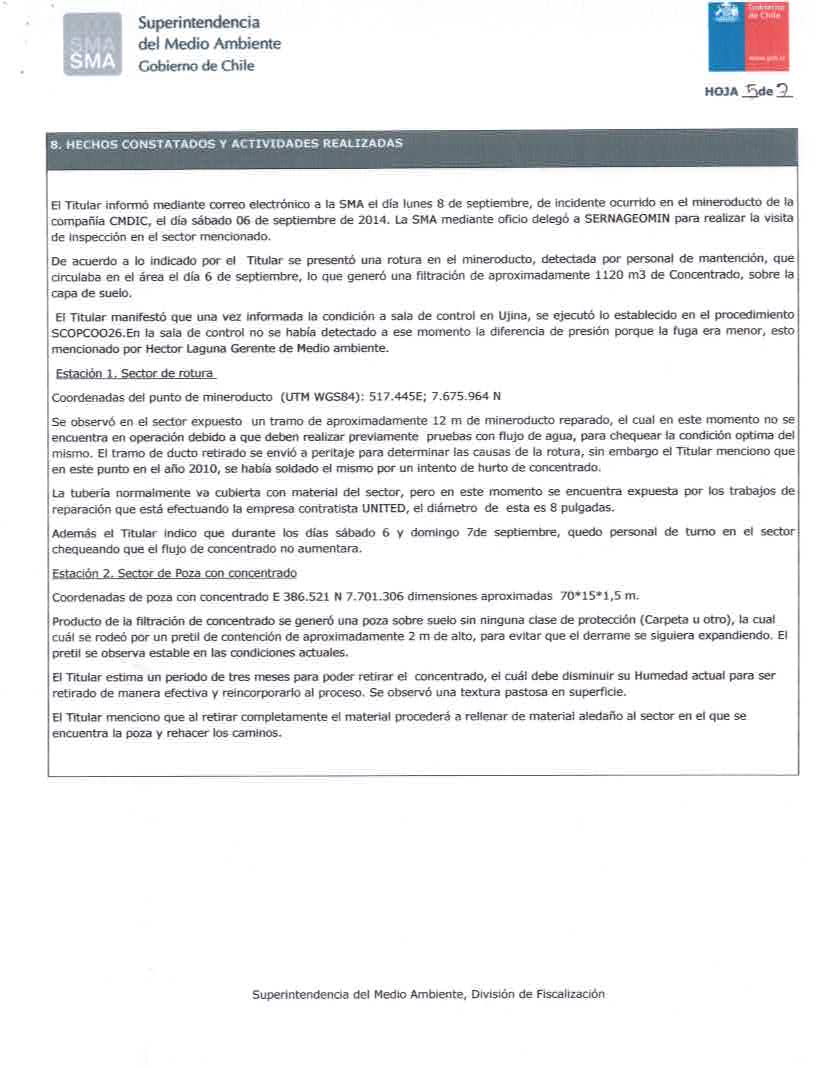 SMA
SMA
SMA
Superintendencia
del Medio Ambiente
Gobierno de Chile
Gobierno
de Chile
HOJA 5 de 7
8. HECHOS CONSTATADOS Y ACTIVIDADES REALIZADAS
El Titular informó mediante correo electrónico a la SMA el día lunes 8 de septiembre, de incidente ocurrido en el mineroducto de la
compañía CMDIC, el día sábado 06 de septiembre de 2014. La SMA mediante oficio delegó a SERNAGEOMIN para realizar la visita
de inspección en el sector mencionado.
De acuerdo a lo indicado por el Titular se presentó una rotura en el mineroducto, detectada por personal de mantención, que
circulaba en el área el día 6 de septiembre, lo que generó una filtración de aproximadamente 1120 m3 de Concentrado, sobre la
capa de suelo.
El Titular manifestó que una vez informada la condición a sala de control en Ujina, se ejecutó lo establecido en el procedimiento
SCOPCOO26.En la sala de control no se había detectado a ese momento la diferencia de presión porque la fuga era menor, esto
mencionado por Hector Laguna Gerente de Medio ambiente.
Estación 1. Sector de rotura
Coordenadas del punto de mineroducto (UTM WGS84): 517.445E; 7.675.964 N
Se observó en el sector expuesto un tramo de aproximadamente 12 m de mineroducto reparado, el cual en este momento no se
encuentra en operación debido a que deben realizar previamente pruebas con flujo de agua, para chequear la condición optima del
mismo. El tramo de ducto retirado se envió a peritaje para determinar las causas de la rotura, sin embargo el Titular menciono que
en este punto en el año 2010, se había soldado el mismo por un intento de hurto de concentrado.
La tubería normalmente va cubierta con material del sector, pero en este momento se encuentra expuesta por los trabajos de
reparación que está efectuando la empresa contratista UNITED, el diámetro de esta es 8 pulgadas.
Además el Titular indico que durante los días sábado 6 y domingo 7de septiembre, quedo personal de turno en el sector
chequeando que el flujo de concentrado no aumentara.
Estación 2. Sector de Poza con concentrado
Coordenadas de poza con concentrado E 386.521 N 7.701.306 dimensiones aproximadas 70*15*1,5 m.
Producto de la filtración de concentrado se generó una poza sobre suelo sin ninguna clase de protección (Carpeta u otro), la cual
cuál se rodeó por un pretil de contención de aproximadamente 2 m de alto, para evitar que el derrame se siguiera expandiendo. El
pretil se observa estable en las condiciones actuales.
El Titular estima un periodo de tres meses para poder retirar el concentrado, el cuál debe disminuir su Humedad actual para ser
retirado de manera efectiva y reincorporarlo al proceso. Se observó una textura pastosa en superficie.
El Titular menciono que al retirar completamente el material procederá a rellenar de material aledaño al sector en el que se
encuentra la poza y rehacer los caminos.
Superintendencia del Medio Ambiente, División de Fiscalización